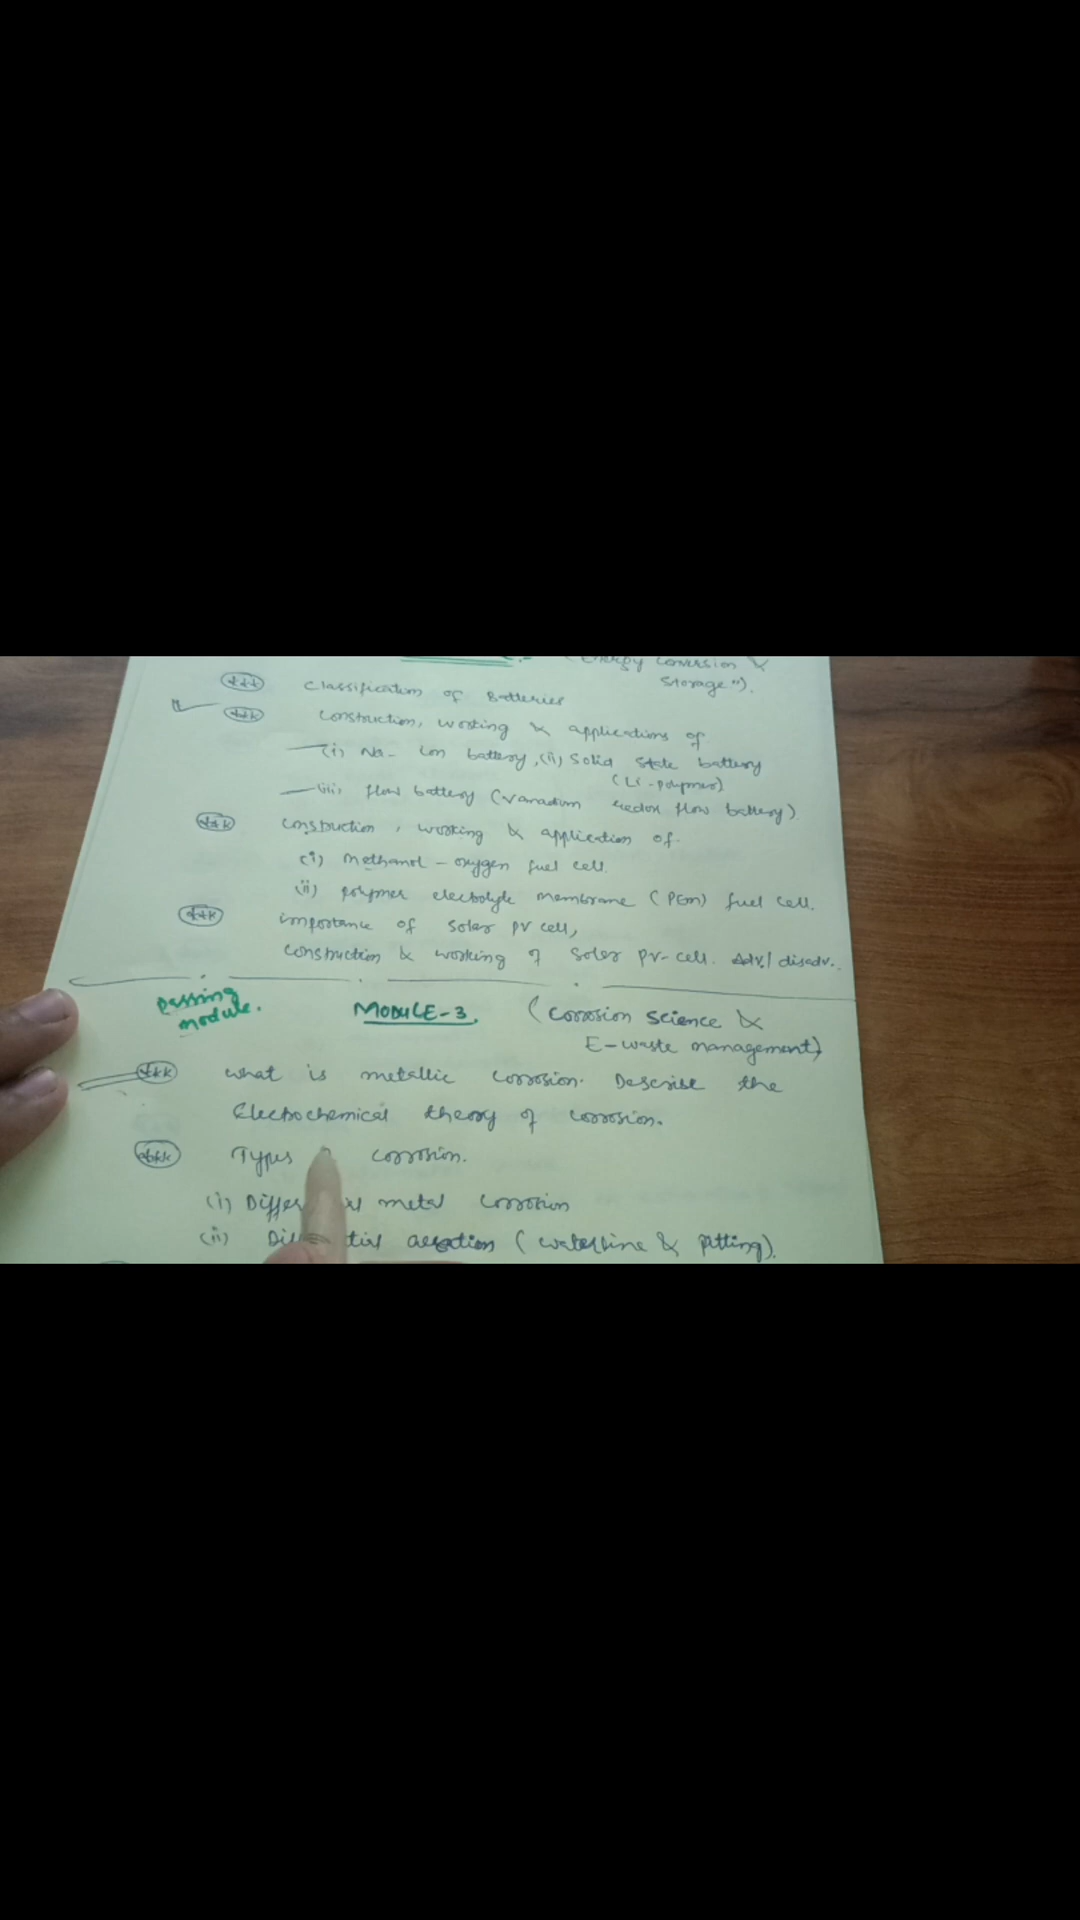 (Energy Conversion &
Storage").
*** Classification of Batteries
*** Construction, working & applications of
(i) Na-ion battery, (ii) Solid State battery
(Li-polymer)
(iii) flow battery (Vanadium redox flow battery).
*** Construction, working & application of
(i) Methanol - oxygen fuel cell.
(ii) polymer electrolyte membrane (PEM) fuel cell.
*** importance of solar PV cell,
construction & working of solar PV-cell. Adv./disadv..
Passing
module.
MODULE-3. (Corrosion Science &
E-waste management)
*** What is metallic corrosion. Describe the
Electrochemical theory of corrosion.
*** Types corrosion.
(i) metal corrosion
(ii) aeration (waterline & pitting).